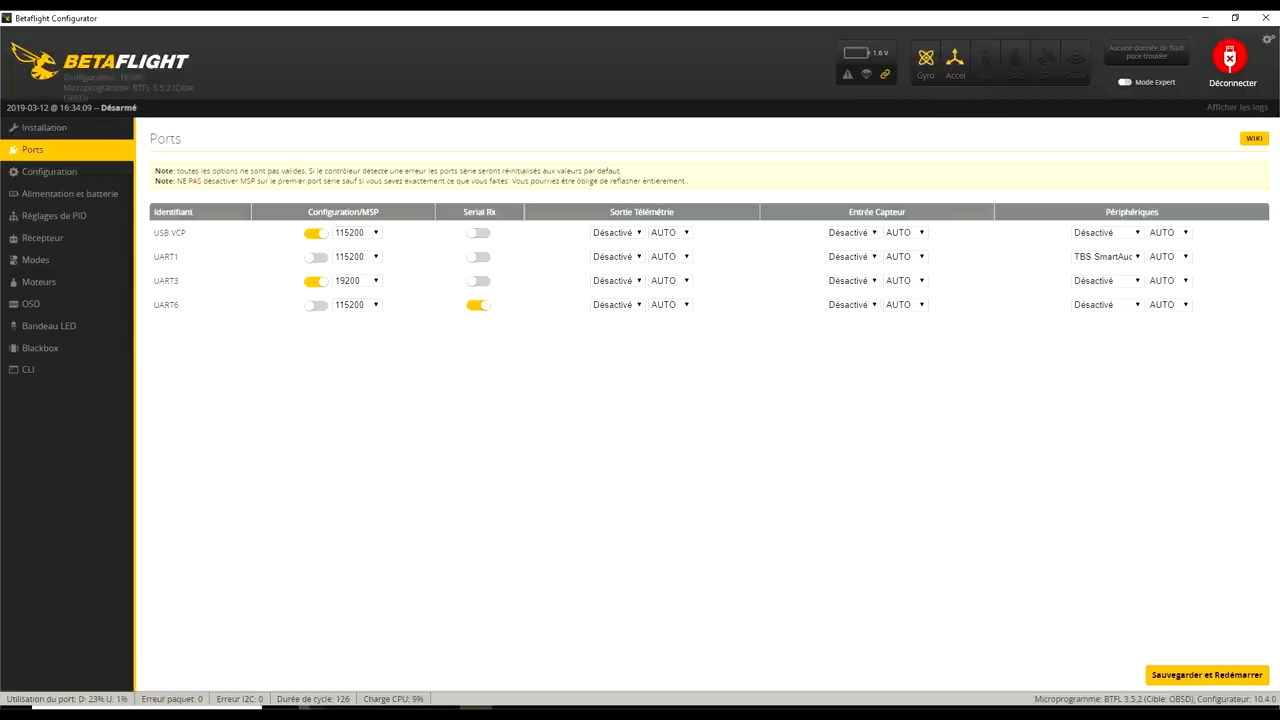 Betaflight Configurator
BETAFLIGHT
Configurateur: 10.4.0
Microprogramme: BTFL 3.5.2 (Cible:
OBSD)
1.6 V
Gyro Accel
Aucune donnée de flash
puce trouvée
Mode Expert
Déconnecter
2019-03-12 @ 16:34:09 -- Désarmé
Afficher les logs
Installation
Ports
Configuration
Alimentation et batterie
Réglages de PID
Récepteur
Modes
Moteurs
OSD
Bandeau LED
Blackbox
CLI
Ports
WIKI
Note: toutes les options ne sont pas valides. Si le contrôleur détecte une erreur les ports série seront réinitialisés aux valeurs par défaut.
Note: NE PAS désactiver MSP sur le premier port serie sauf si vous savez exactement ce que vous faites. Vous pourriez être oblige de reflasher entierement .
Identifiant Configuration/MSP Serial Rx Sortie Télémétrie Entrée Capteur Périphériques
USB VCP 115200 Désactivé AUTO Désactivé AUTO Désactivé AUTO
UART1 115200 Désactivé AUTO Désactivé AUTO TBS SmartAuc AUTO
UART3 19200 Désactivé AUTO Désactivé AUTO Désactivé AUTO
UART6 115200 Désactivé AUTO Désactivé AUTO Désactivé AUTO
Sauvegarder et Redémarrer
Utilisation du port: D: 23% U: 1% Erreur paquet: 0 Erreur I2C: 0 Durée de cycle: 126 Charge CPU: 9% Microprogramme: BTFL 3.5.2 (Cible: OBSD), Configurateur: 10.4.0